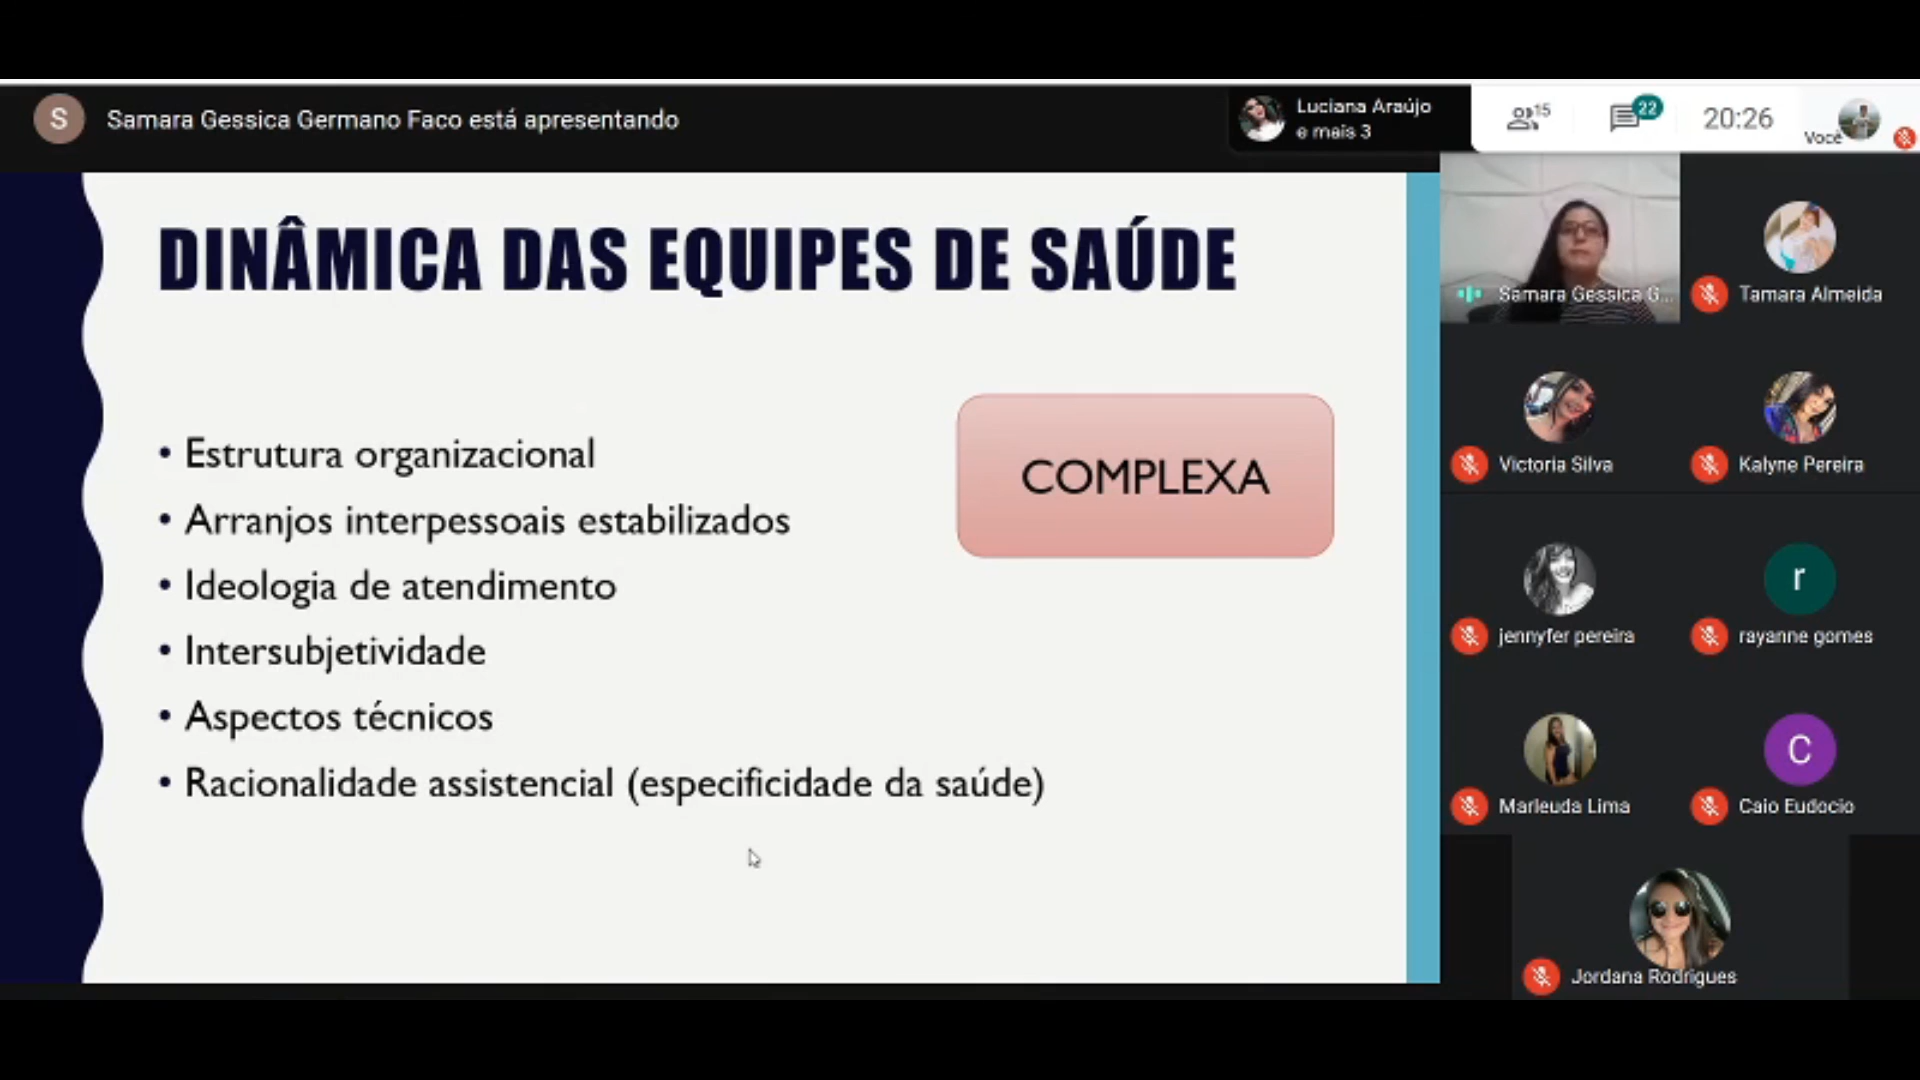 S
Samara Gessica Germano Faco está apresentando
Luciana Araújo
e mais 3
15
22
20:26
Você
DINÂMICA DAS EQUIPES DE SAÚDE
• Estrutura organizacional
• Arranjos interpessoais estabilizados
• Ideologia de atendimento
• Intersubjetividade
• Aspectos técnicos
• Racionalidade assistencial (especificidade da saúde)
COMPLEXA
Samara Gessica G...
Tamara Almeida
Victoria Silva
Kalyne Pereira
jennyfer pereira
r
rayanne gomes
Marleuda Lima
C
Caio Eudocio
Jordana Rodrigues